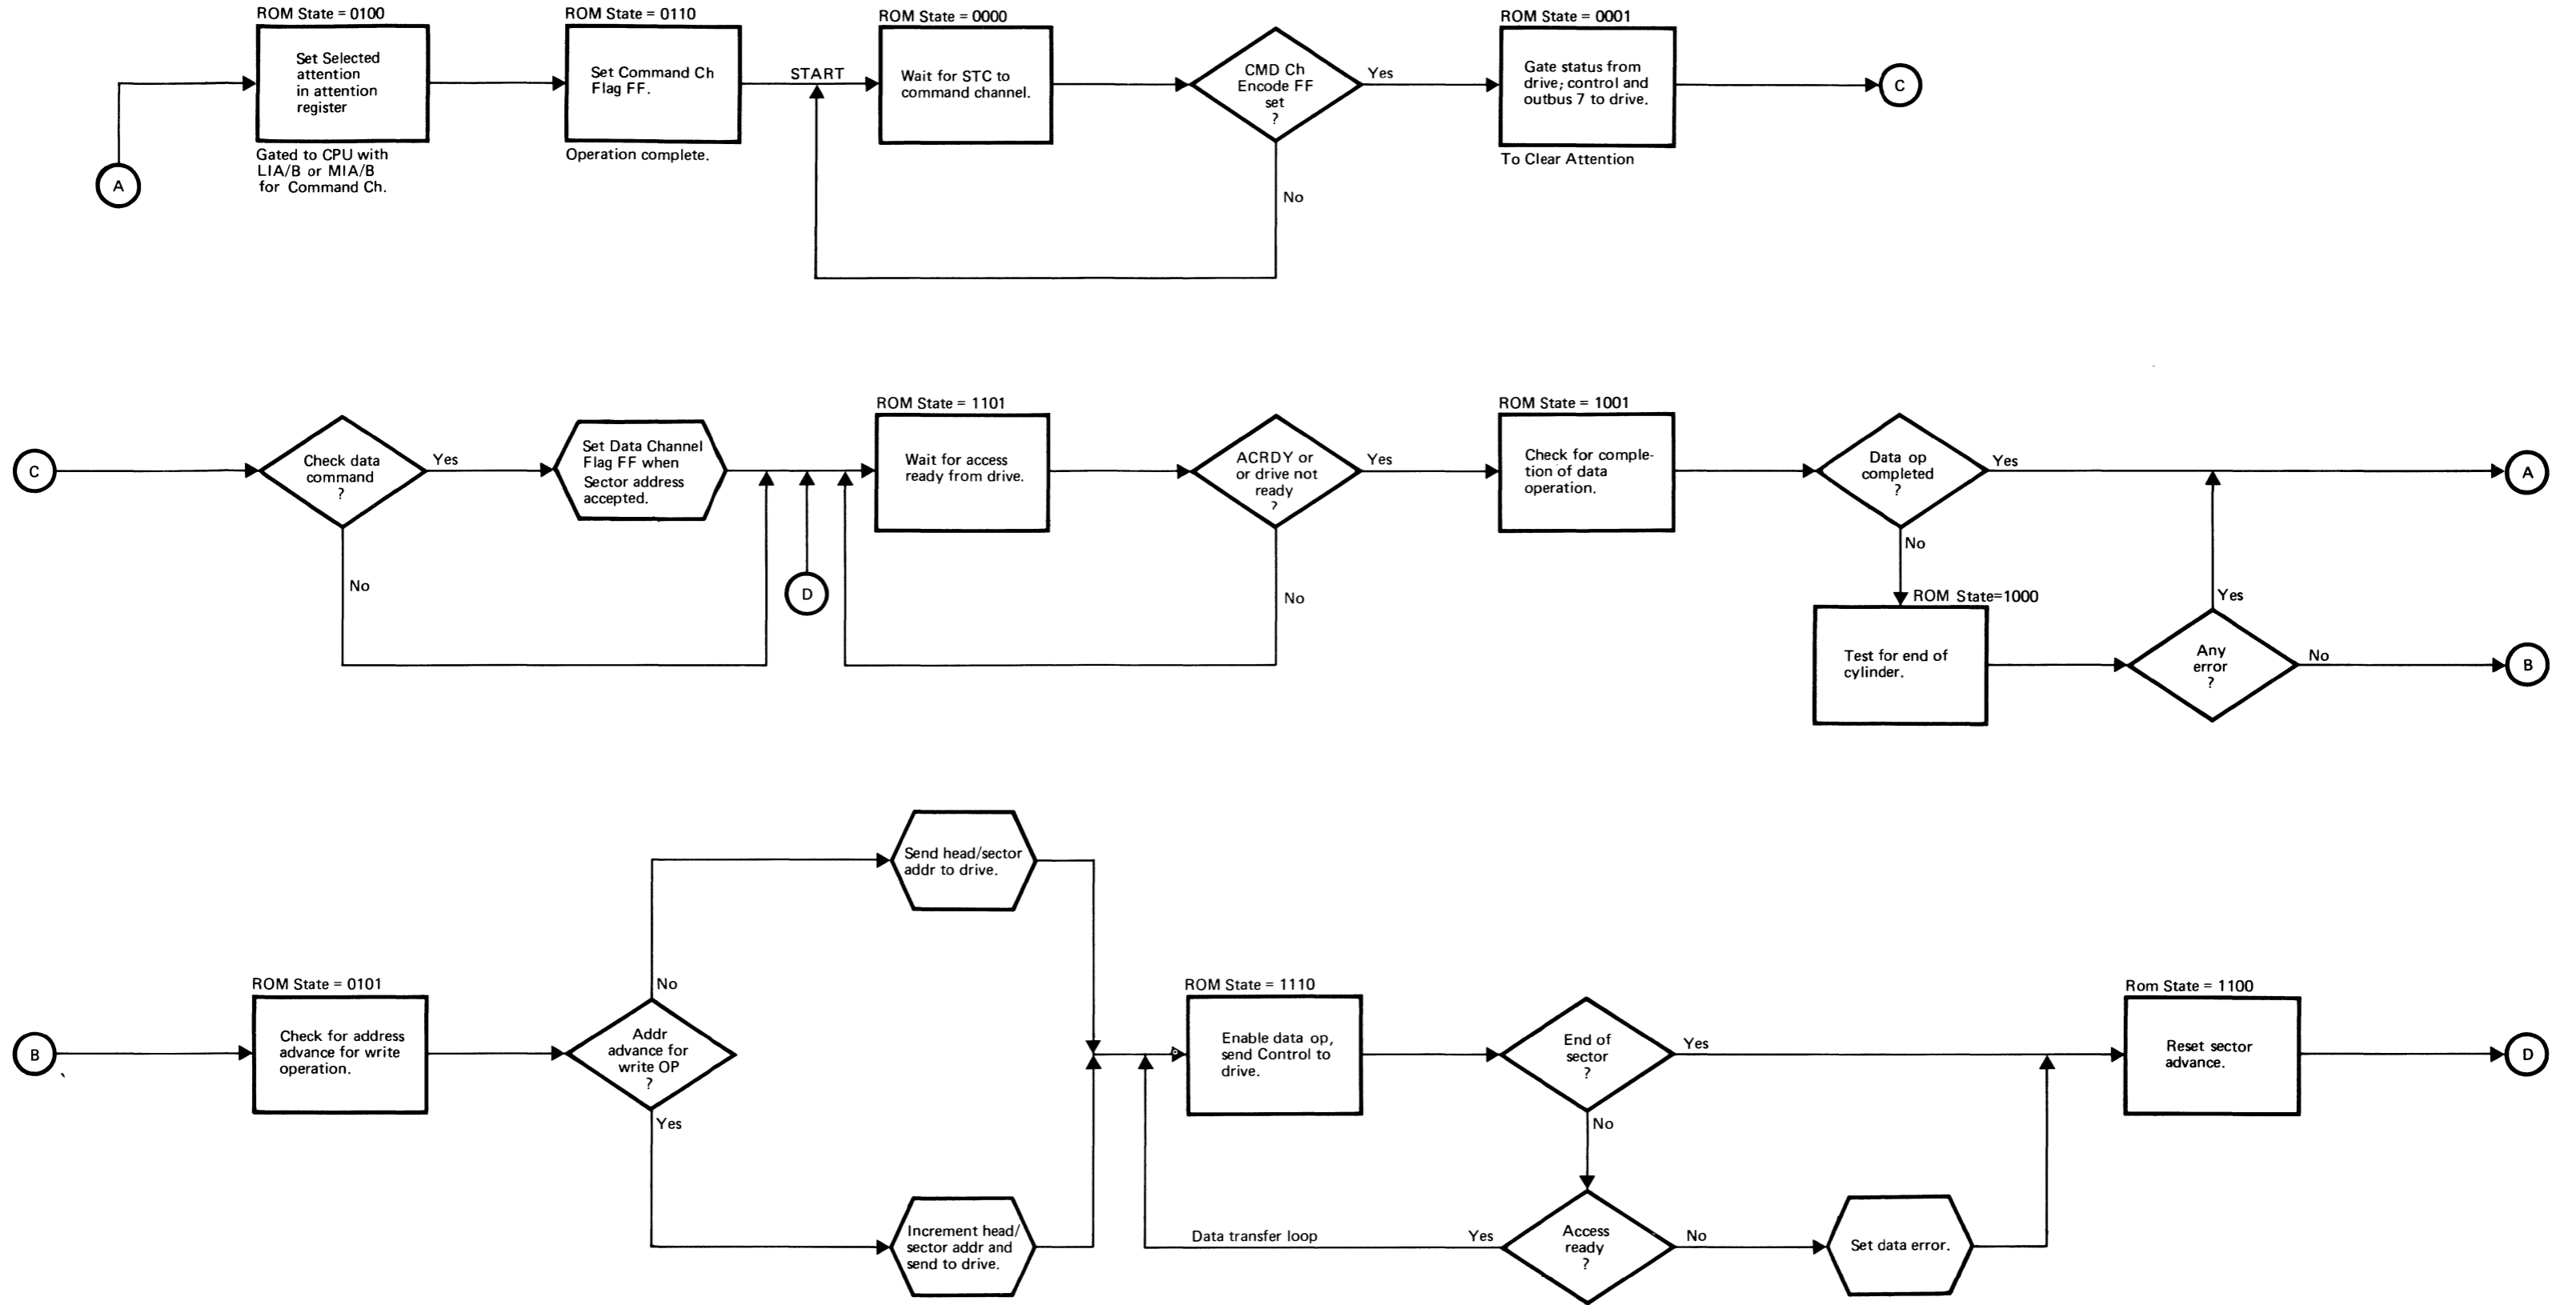 ROM State = 0100
Set Selected
attention
in attention
register
Gated to CPU with
LIA/B or MIA/B
for Command Ch.
A
ROM State = 0110
Set Command Ch
Flag FF.
Operation complete.
START
ROM State = 0000
Wait for STC to
command channel.
CMD Ch
Encode FF
set
?
Yes
No
ROM State = 0001
Gate status from
drive; control and
outbus 7 to drive.
To Clear Attention
C
C
Check data
command
?
Yes
No
Set Data Channel
Flag FF when
Sector address
accepted.
D
ROM State = 1101
Wait for access
ready from drive.
ACRDY or
or drive not
ready
?
Yes
No
ROM State = 1001
Check for comple-
tion of data
operation.
Data op
completed
?
Yes
No
A
ROM State=1000
Test for end of
cylinder.
Any
error
?
Yes
No
B
B
ROM State = 0101
Check for address
advance for write
operation.
Addr
advance for
write OP
?
No
Yes
Send head/sector
addr to drive.
Increment head/
sector addr and
send to drive.
ROM State = 1110
Enable data op,
send Control to
drive.
End of
sector
?
Yes
No
Data transfer loop
Access
ready
?
Yes
No
Set data error.
Rom State = 1100
Reset sector
advance.
D